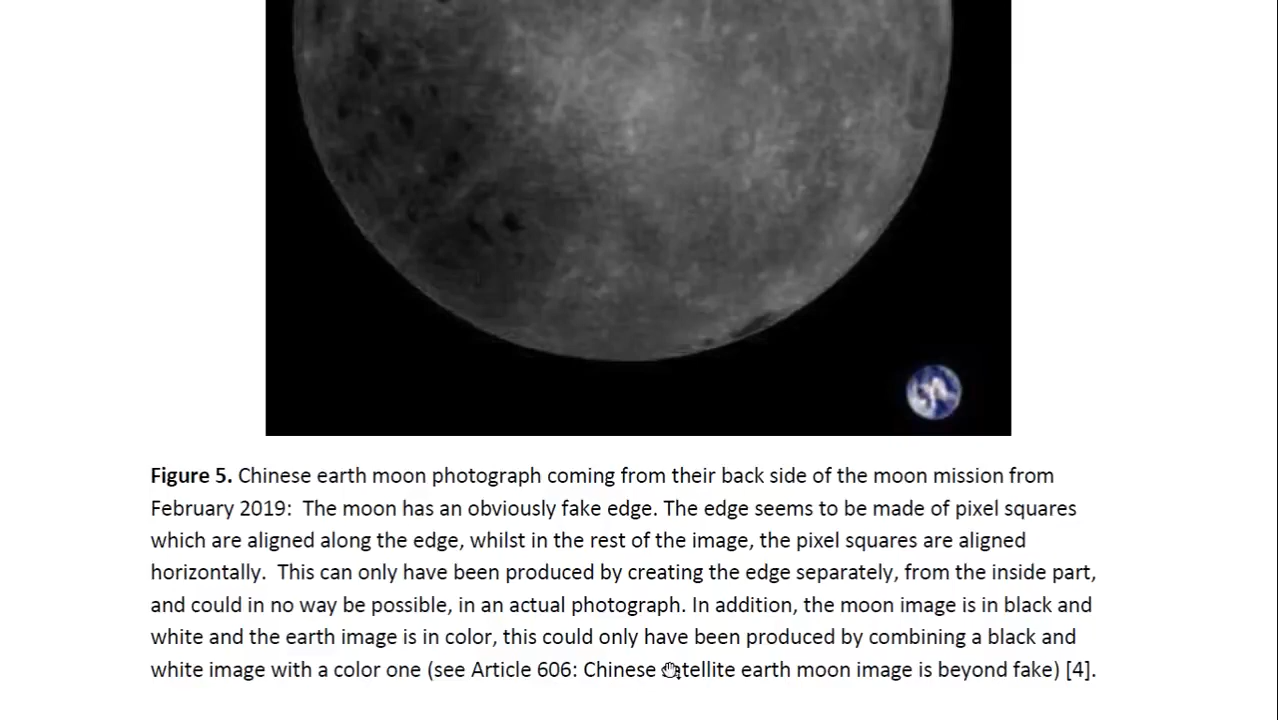 Figure 5. Chinese earth moon photograph coming from their back side of the moon mission from
February 2019:  The moon has an obviously fake edge. The edge seems to be made of pixel squares
which are aligned along the edge, whilst in the rest of the image, the pixel squares are aligned
horizontally.  This can only have been produced by creating the edge separately, from the inside part,
and could in no way be possible, in an actual photograph. In addition, the moon image is in black and
white and the earth image is in color, this could only have been produced by combining a black and
white image with a color one (see Article 606: Chinese satellite earth moon image is beyond fake) [4].